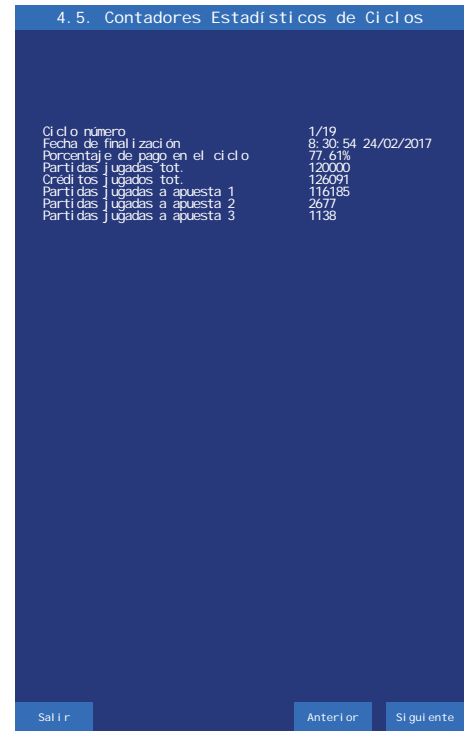 4.5. Contadores Estadísticos de Ciclos
Ciclo número 1/19
Fecha de finalización 8:30:54 24/02/2017
Porcentaje de pago en el ciclo 77.61%
Partidas jugadas tot. 120000
Créditos jugados tot. 126091
Partidas jugadas a apuesta 1 116185
Partidas jugadas a apuesta 2 2677
Partidas jugadas a apuesta 3 1138
Salir Anterior Siguiente